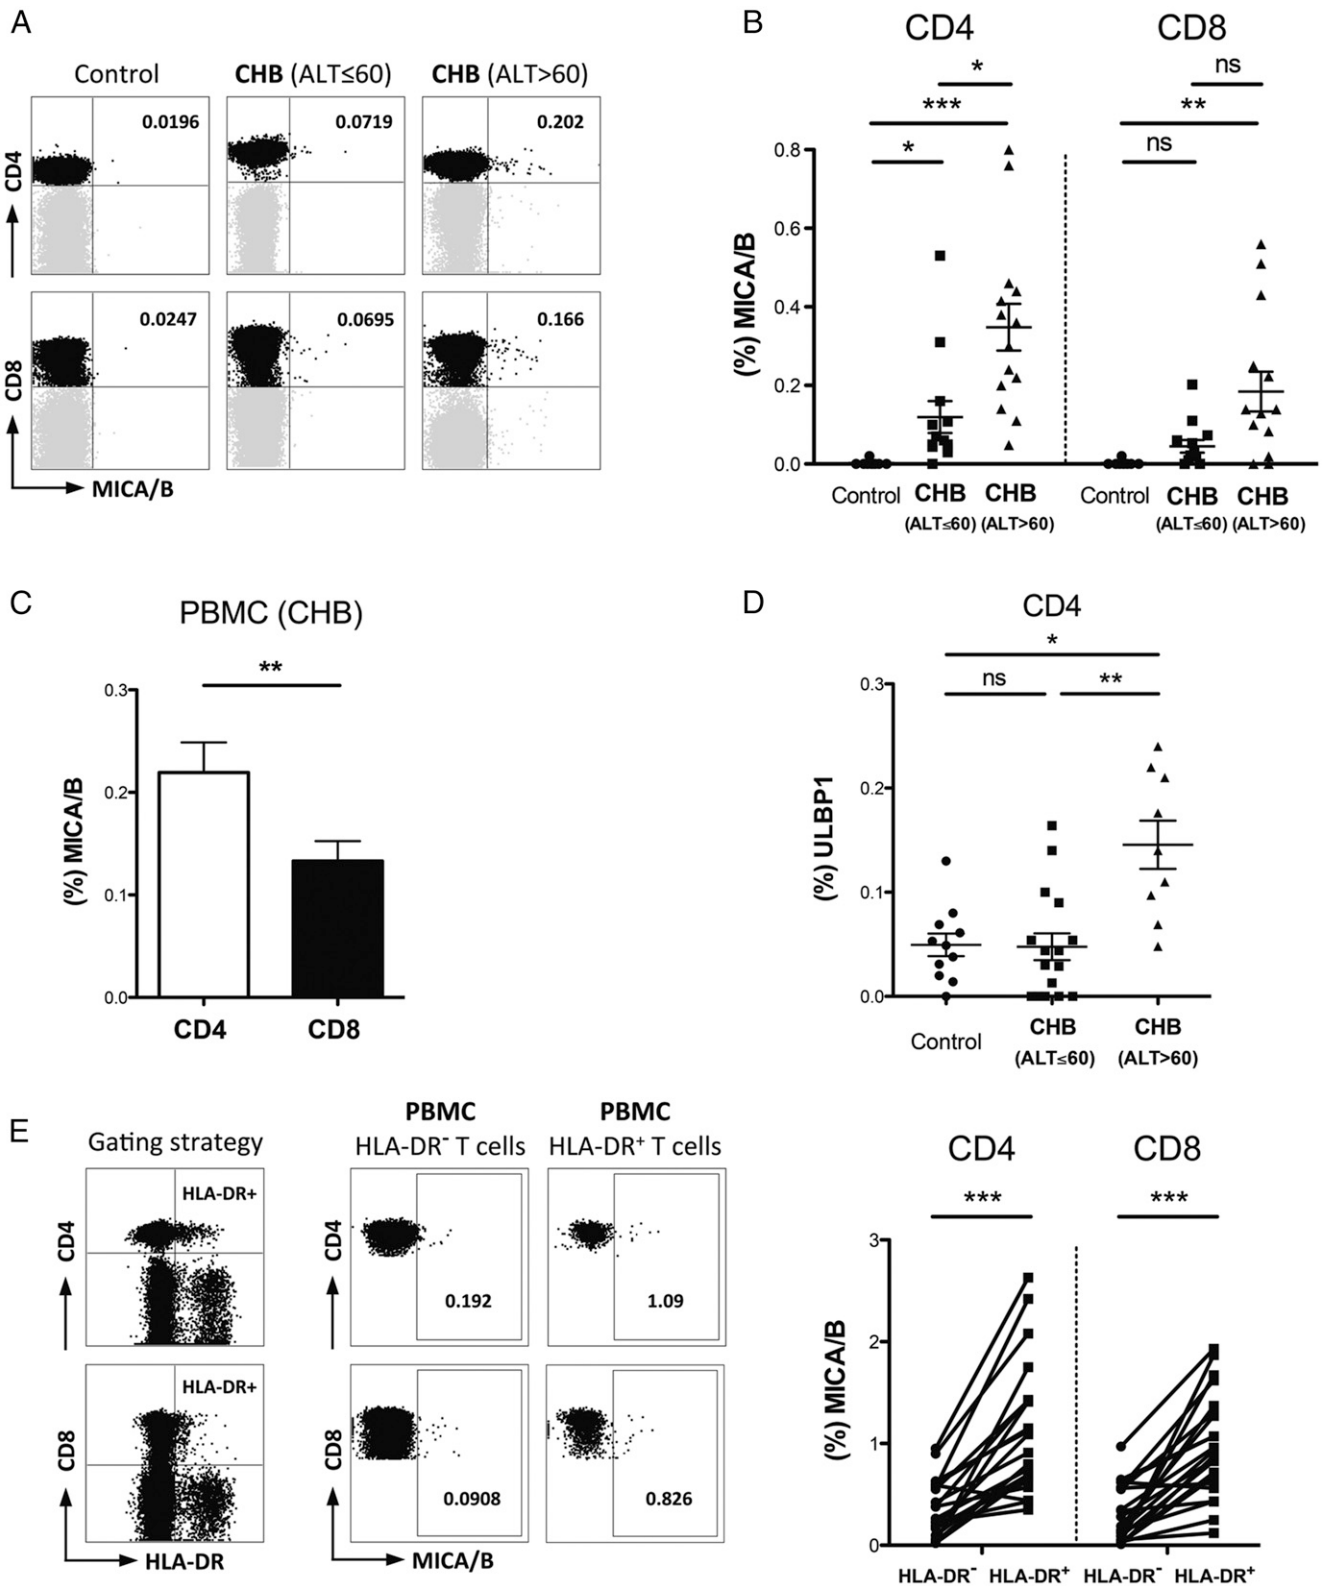 A
Control
CHB (ALT≤60)
CHB (ALT>60)
CD4
0.0196
0.0719
0.202
CD8
0.0247
0.0695
0.166
MICA/B
B
CD4
CD8
*
ns
***
**
*
ns
(%) MICA/B
0.8
0.6
0.4
0.2
0.0
Control
CHB
(ALT≤60)
CHB
(ALT>60)
Control
CHB
(ALT≤60)
CHB
(ALT>60)
C
PBMC (CHB)
**
(%) MICA/B
0.3
0.2
0.1
0.0
CD4
CD8
D
CD4
*
ns
**
(%) ULBP1
0.3
0.2
0.1
0.0
Control
CHB
(ALT≤60)
CHB
(ALT>60)
E
Gating strategy
HLA-DR+
CD4
HLA-DR+
CD8
HLA-DR
PBMC
HLA-DR⁻ T cells
PBMC
HLA-DR⁺ T cells
CD4
0.192
1.09
CD8
0.0908
0.826
MICA/B
CD4
CD8
***
***
(%) MICA/B
3
2
1
0
HLA-DR⁻
HLA-DR⁺
HLA-DR⁻
HLA-DR⁺